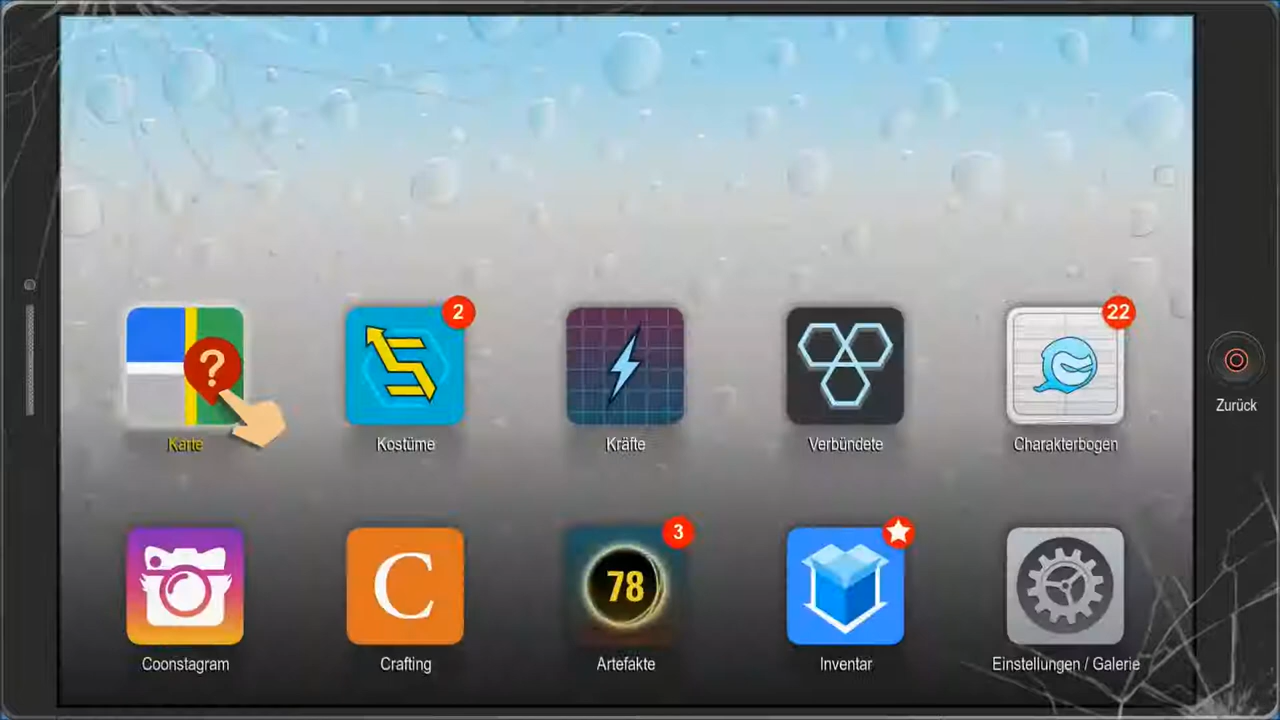 ?
2
22
Karte
Kostüme
Kräfte
Verbündete
Charakterbogen
Zurück
C
3
78
Coonstagram
Crafting
Artefakte
Inventar
Einstellungen / Galerie